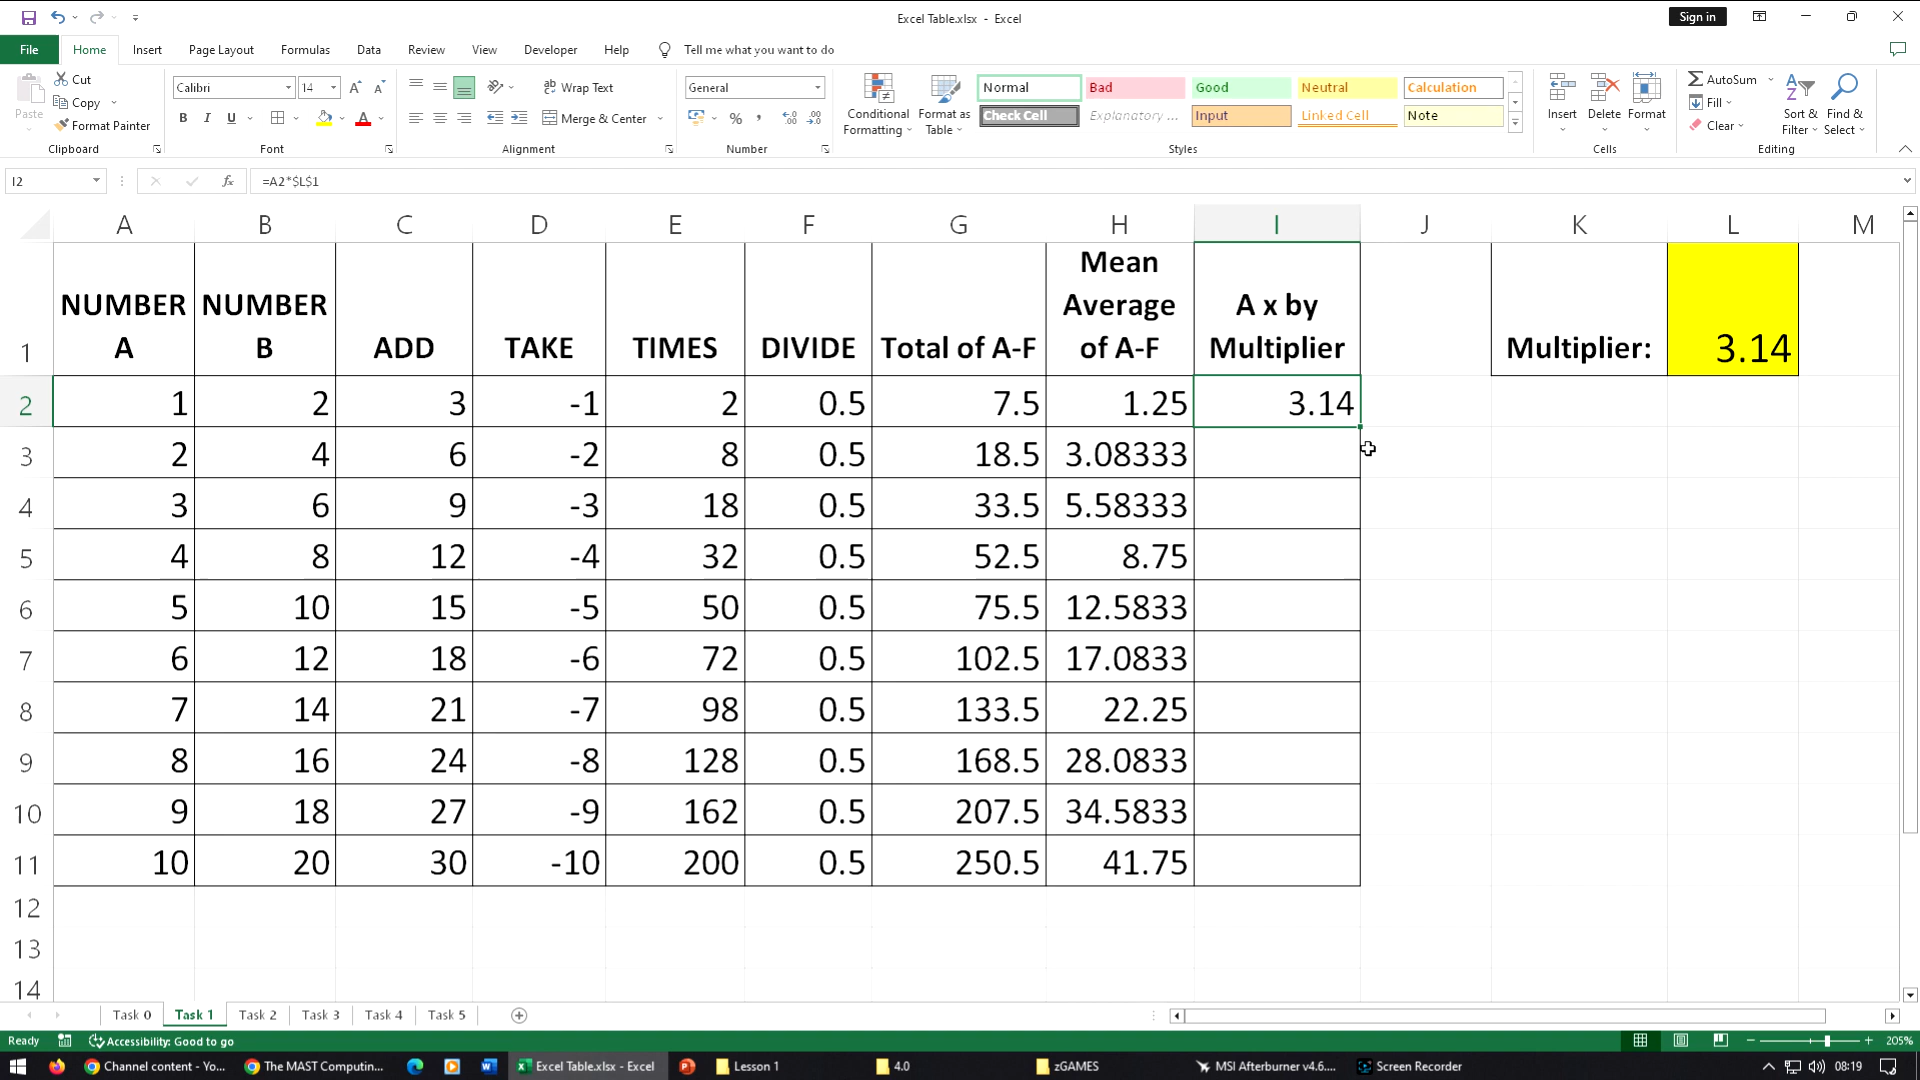 Excel Table.xlsx - Excel
Sign in
File Home Insert Page Layout Formulas Data Review View Developer Help Tell me what you want to do
Paste
Cut
Copy
Format Painter
Clipboard
Calibri 14
B I U
Font
Wrap Text
Merge & Center
Alignment
General
% ,
Number
Conditional Formatting
Format as Table
Normal Bad Good Neutral Calculation
Check Cell Explanatory ... Input Linked Cell Note
Styles
Insert Delete Format
Cells
AutoSum
Fill
Clear
Sort & Filter
Find & Select
Editing
I2 fx =A2*$L$1
A B C D E F G H I J K L M
1 NUMBER A NUMBER B ADD TAKE TIMES DIVIDE Total of A-F Mean Average of A-F A x by Multiplier Multiplier: 3.14
2 1 2 3 -1 2 0.5 7.5 1.25 3.14
3 2 4 6 -2 8 0.5 18.5 3.08333
4 3 6 9 -3 18 0.5 33.5 5.58333
5 4 8 12 -4 32 0.5 52.5 8.75
6 5 10 15 -5 50 0.5 75.5 12.5833
7 6 12 18 -6 72 0.5 102.5 17.0833
8 7 14 21 -7 98 0.5 133.5 22.25
9 8 16 24 -8 128 0.5 168.5 28.0833
10 9 18 27 -9 162 0.5 207.5 34.5833
11 10 20 30 -10 200 0.5 250.5 41.75
12
13
14
Task 0 Task 1 Task 2 Task 3 Task 4 Task 5
Ready Accessibility: Good to go 205%
Channel content - Yo... The MAST Computin... Excel Table.xlsx - Excel Lesson 1 4.0 zGAMES MSI Afterburner v4.6.... Screen Recorder 08:19